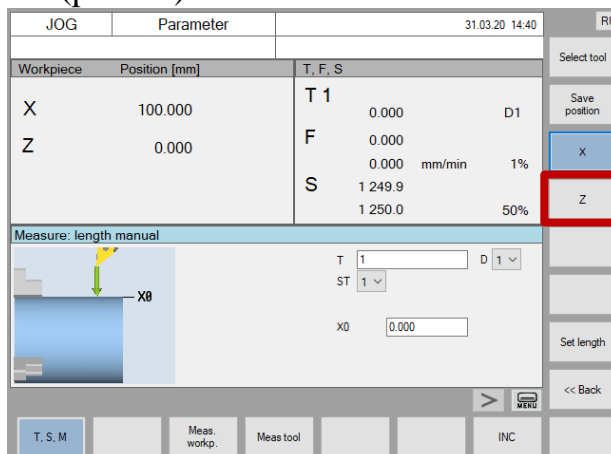 JOG Parameter 31.03.20 14:40
Workpiece Position [mm] T, F, S
Select tool
T 1
X 100.000 0.000 D1
Save
position
Z 0.000 F 0.000
0.000 mm/min 1%
X
S 1 249.9
1 250.0 50%
Z
Measure: length manual
T 1 D 1
ST 1
X0
X0 0.000
Set length
<< Back
> MENU
T, S, M Meas.
workp. Meas tool INC